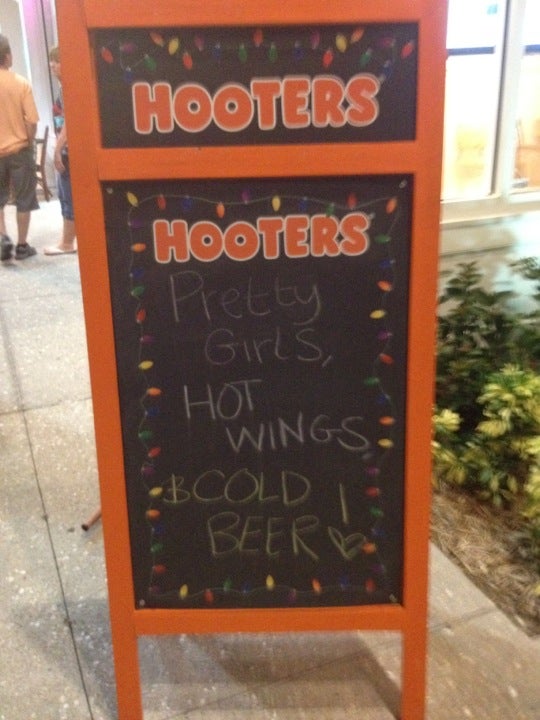 HOOTERS
HOOTERS
Pretty
Girls,
HOT
WINGS
&COLD
BEER!